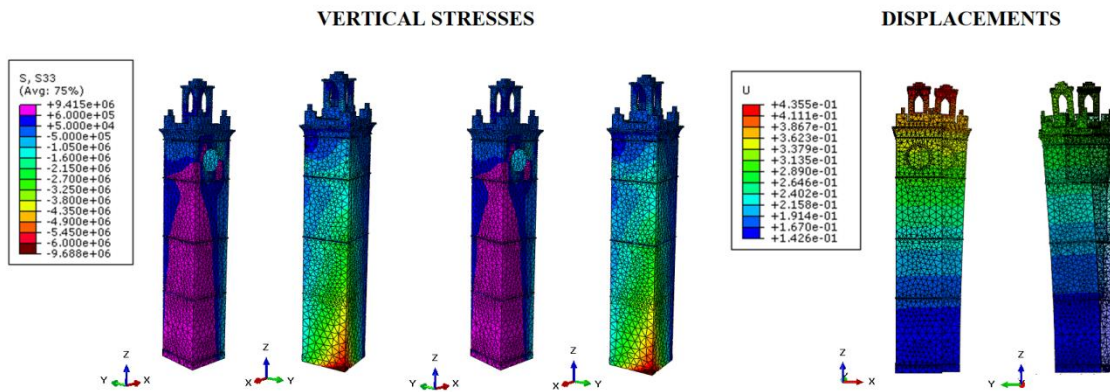 VERTICAL STRESSES
DISPLACEMENTS
S, S33
(Avg: 75%)
+9.415e+06
+6.000e+05
+5.000e+04
-5.000e+05
-1.050e+06
-1.600e+06
-2.150e+06
-2.700e+06
-3.250e+06
-3.800e+06
-4.350e+06
-4.900e+06
-5.450e+06
-6.000e+06
-9.688e+06
U
+4.355e-01
+4.111e-01
+3.867e-01
+3.623e-01
+3.379e-01
+3.135e-01
+2.890e-01
+2.646e-01
+2.402e-01
+2.158e-01
+1.914e-01
+1.670e-01
+1.426e-01
Z
Y
X
Z
X
Y
Z
Y
X
Z
X
Y
Z
X
Z
Y